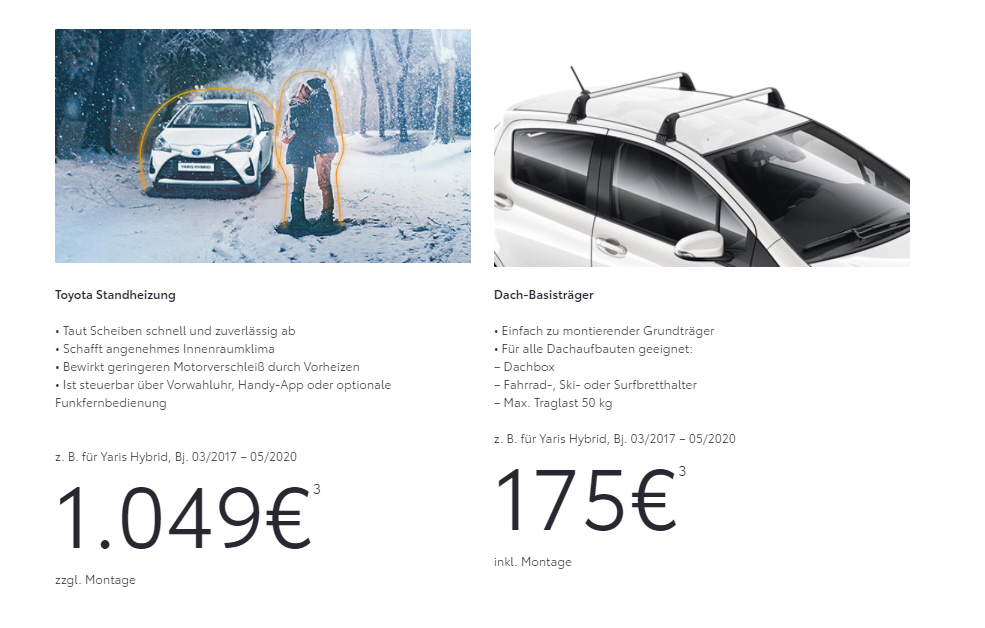 YARIS HYBRID
Toyota Standheizung
• Taut Scheiben schnell und zuverlässig ab
• Schafft angenehmes Innenraumklima
• Bewirkt geringeren Motorverschleiß durch Vorheizen
• Ist steuerbar über Vorwahluhr, Handy-App oder optionale
Funkfernbedienung
z. B. für Yaris Hybrid, Bj. 03/2017 – 05/2020
1.049€3
zzgl. Montage
Dach-Basisträger
• Einfach zu montierender Grundträger
• Für alle Dachaufbauten geeignet:
– Dachbox
– Fahrrad-, Ski- oder Surfbretthalter
– Max. Traglast 50 kg
z. B. für Yaris Hybrid, Bj. 03/2017 – 05/2020
175€3
inkl. Montage